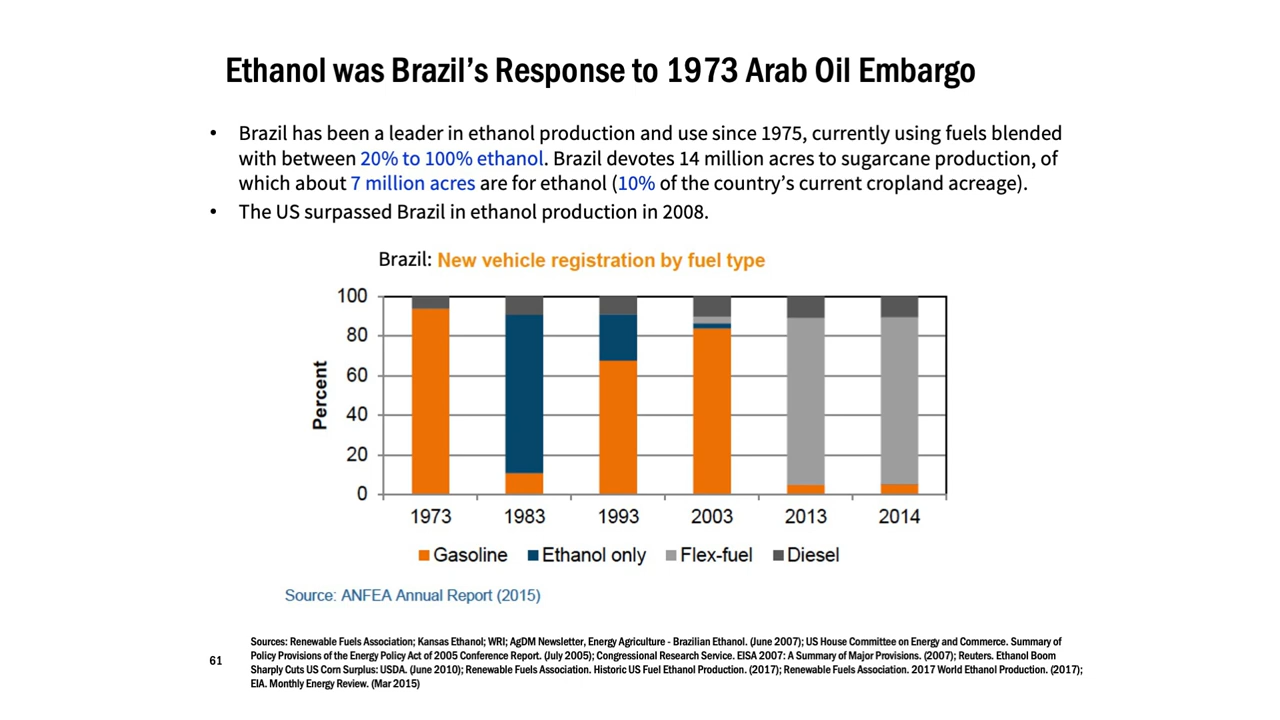 Ethanol was Brazil's Response to 1973 Arab Oil Embargo
• Brazil has been a leader in ethanol production and use since 1975, currently using fuels blended
with between 20% to 100% ethanol. Brazil devotes 14 million acres to sugarcane production, of
which about 7 million acres are for ethanol (10% of the country's current cropland acreage).
• The US surpassed Brazil in ethanol production in 2008.
Brazil: New vehicle registration by fuel type
Percent
100
80
60
40
20
0
1973 1983 1993 2003 2013 2014
Gasoline Ethanol only Flex-fuel Diesel
Source: ANFEA Annual Report (2015)
61
Sources: Renewable Fuels Association; Kansas Ethanol; WRI; AgDM Newsletter, Energy Agriculture - Brazilian Ethanol. (June 2007); US House Committee on Energy and Commerce. Summary of
Policy Provisions of the Energy Policy Act of 2005 Conference Report. (July 2005); Congressional Research Service. EISA 2007: A Summary of Major Provisions. (2007); Reuters. Ethanol Boom
Sharply Cuts US Corn Surplus: USDA. (June 2010); Renewable Fuels Association. Historic US Fuel Ethanol Production. (2017); Renewable Fuels Association. 2017 World Ethanol Production. (2017);
EIA. Monthly Energy Review. (Mar 2015)